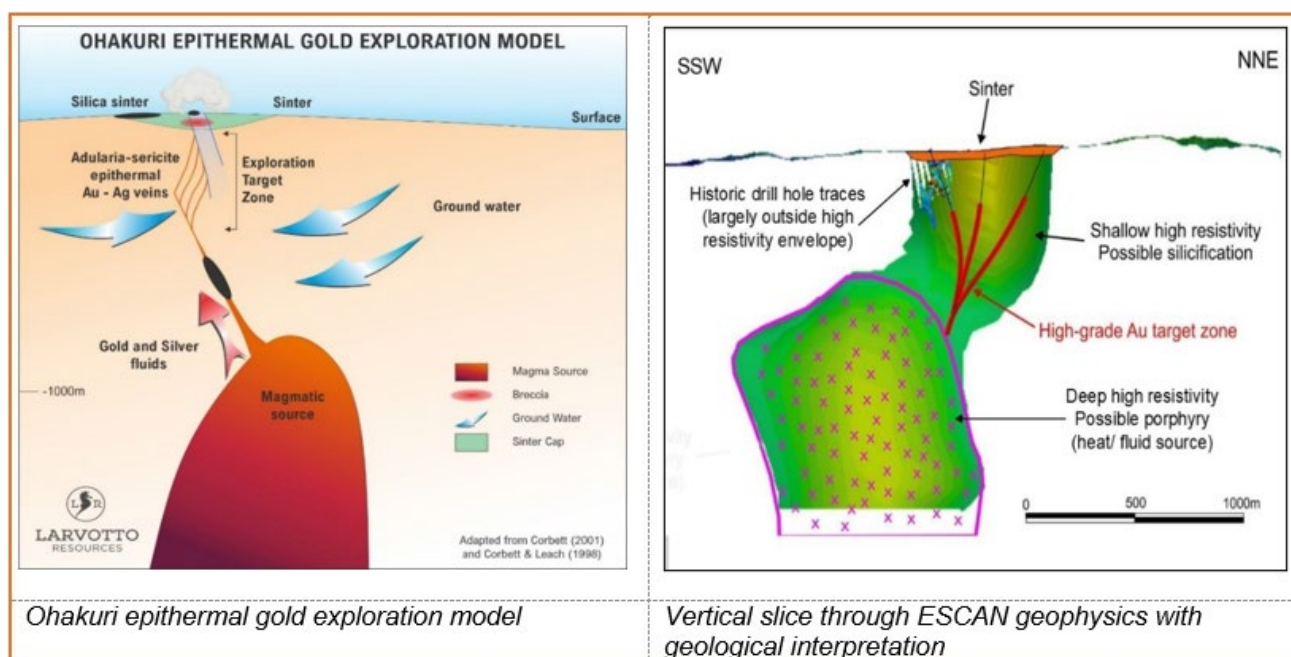 OHAKURI EPITHERMAL GOLD EXPLORATION MODEL
Silica sinter
Sinter
Surface
Adularia-sericite
epithermal
Au - Ag veins
Exploration
Target
Zone
Ground water
Gold and Silver
fluids
-1000m
Magmatic
source
Magma Source
Breccia
Ground Water
Sinter Cap
L R
LARVOTTO
RESOURCES
Adapted from Corbett (2001)
and Corbett & Leach (1998)
SSW
NNE
Sinter
Historic drill hole traces
(largely outside high
resistivity envelope)
Shallow high resistivity
Possible silicification
High-grade Au target zone
Deep high resistivity
Possible porphyry
(heat/ fluid source)
0 500 1000m
Ohakuri epithermal gold exploration model
Vertical slice through ESCAN geophysics with
geological interpretation